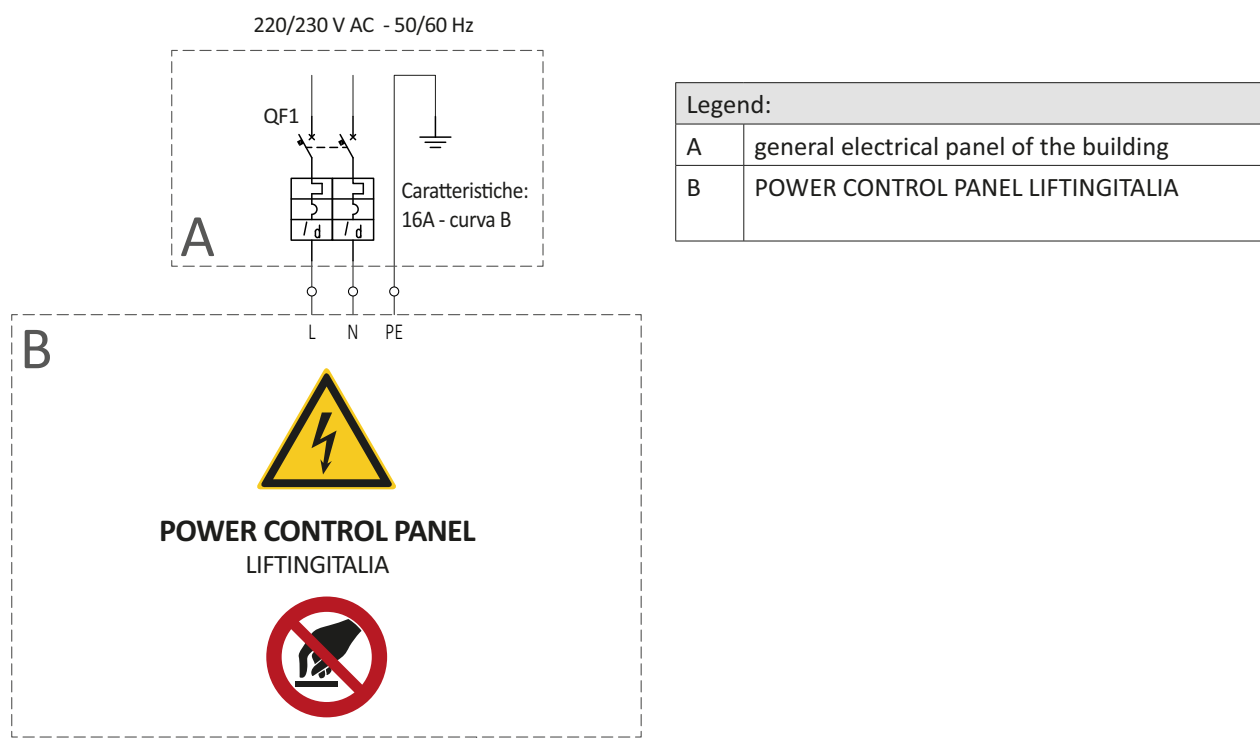 220/230 V AC - 50/60 Hz
QF1
Caratteristiche:
16A - curva B
I d I d
A
L N PE
B
POWER CONTROL PANEL
LIFTINGITALIA
Legend:
A general electrical panel of the building
B POWER CONTROL PANEL LIFTINGITALIA